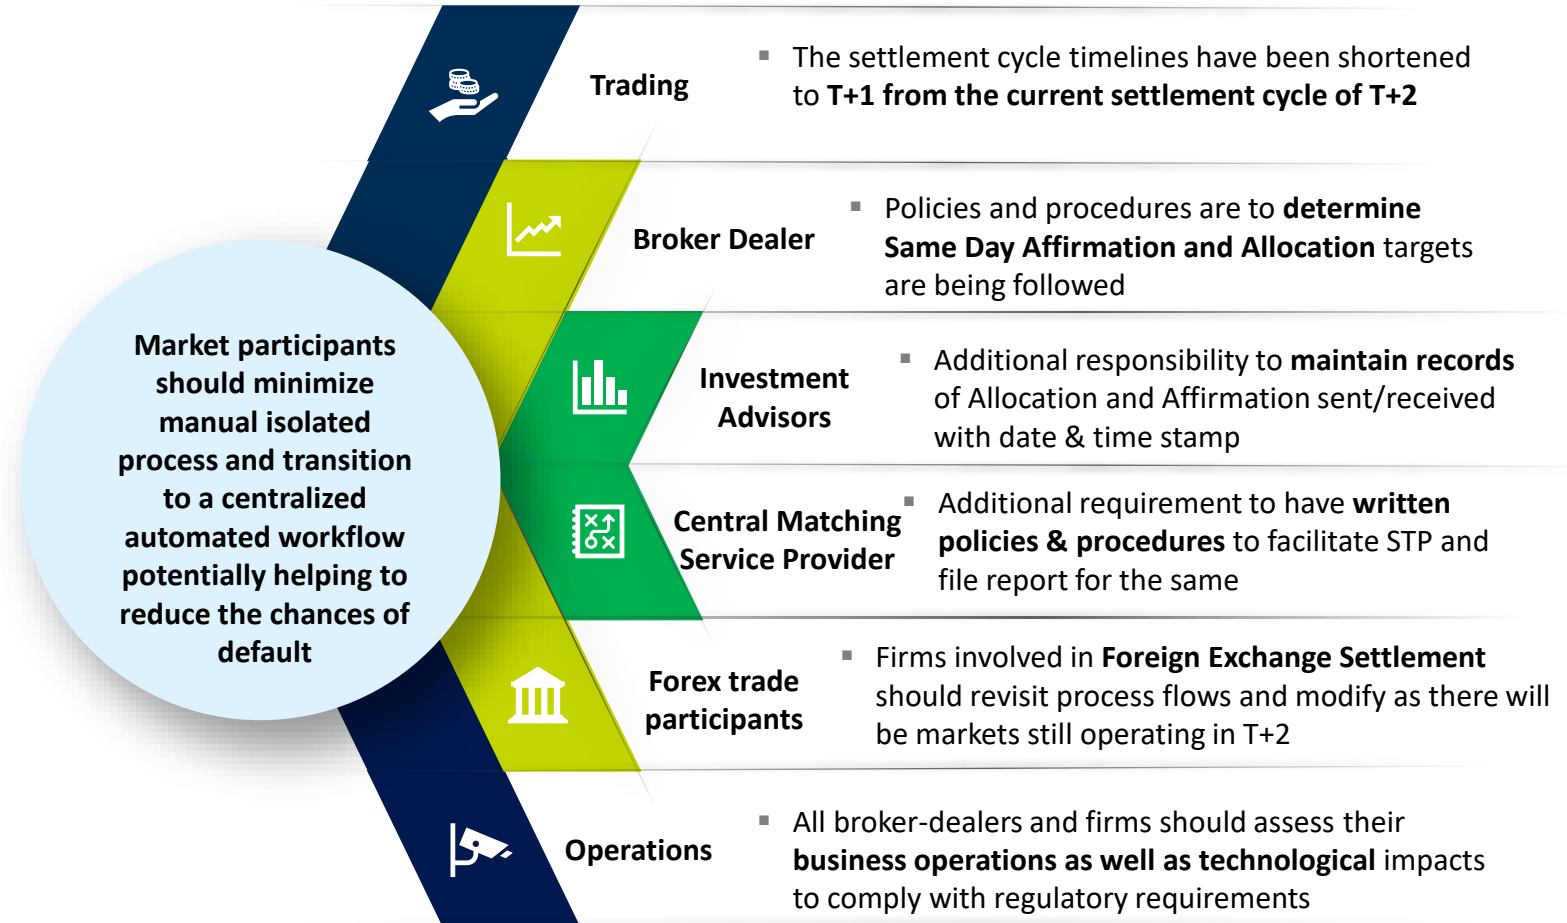 Market participants
should minimize
manual isolated
process and transition
to a centralized
automated workflow
potentially helping to
reduce the chances of
default
Trading
▪ The settlement cycle timelines have been shortened
to T+1 from the current settlement cycle of T+2
Broker Dealer
▪ Policies and procedures are to determine
Same Day Affirmation and Allocation targets
are being followed
Investment
Advisors
▪ Additional responsibility to maintain records
of Allocation and Affirmation sent/received
with date & time stamp
Central Matching
Service Provider
▪ Additional requirement to have written
policies & procedures to facilitate STP and
file report for the same
Forex trade
participants
▪ Firms involved in Foreign Exchange Settlement
should revisit process flows and modify as there will
be markets still operating in T+2
Operations
▪ All broker-dealers and firms should assess their
business operations as well as technological impacts
to comply with regulatory requirements